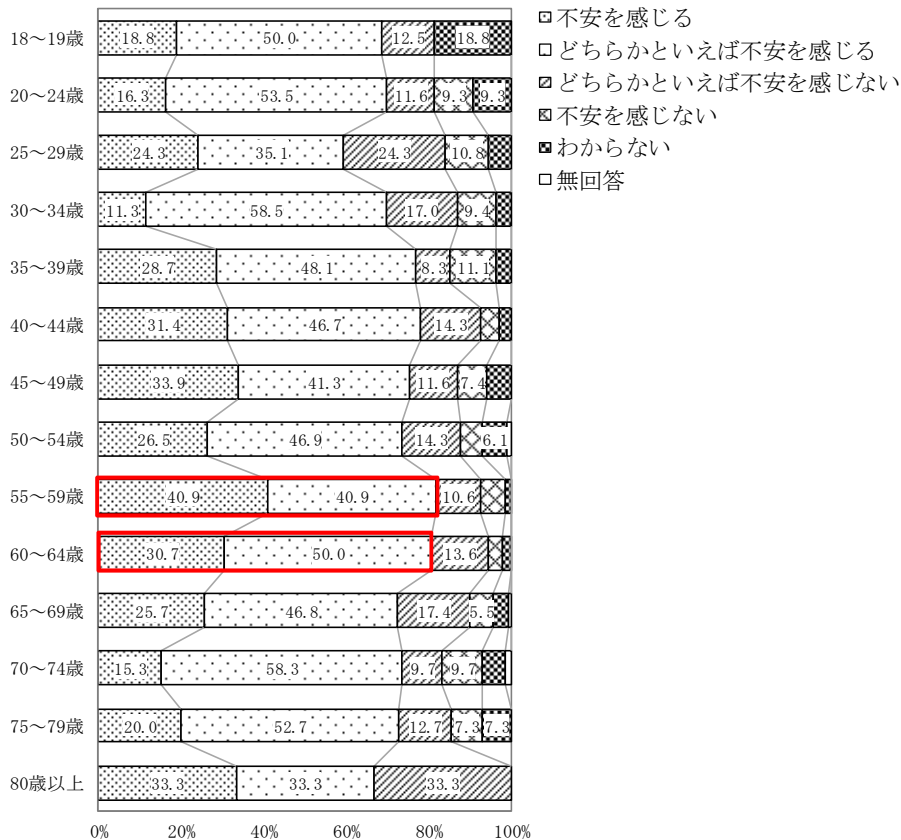 不安を感じる
どちらかといえば不安を感じる
どちらかといえば不安を感じない
不安を感じない
わからない
無回答
18～19歳 18.8 50.0 12.5 18.8
20～24歳 16.3 53.5 11.6 9.3 9.3
25～29歳 24.3 35.1 24.3 10.8
30～34歳 11.3 58.5 17.0 9.4
35～39歳 28.7 48.1 8.3 11.1
40～44歳 31.4 46.7 14.3
45～49歳 33.9 41.3 11.6 7.4
50～54歳 26.5 46.9 14.3 6.1
55～59歳 40.9 40.9 10.6
60～64歳 30.7 50.0 13.6
65～69歳 25.7 46.8 17.4 5.5
70～74歳 15.3 58.3 9.7 9.7
75～79歳 20.0 52.7 12.7 7.3 7.3
80歳以上 33.3 33.3 33.3
0% 20% 40% 60% 80% 100%